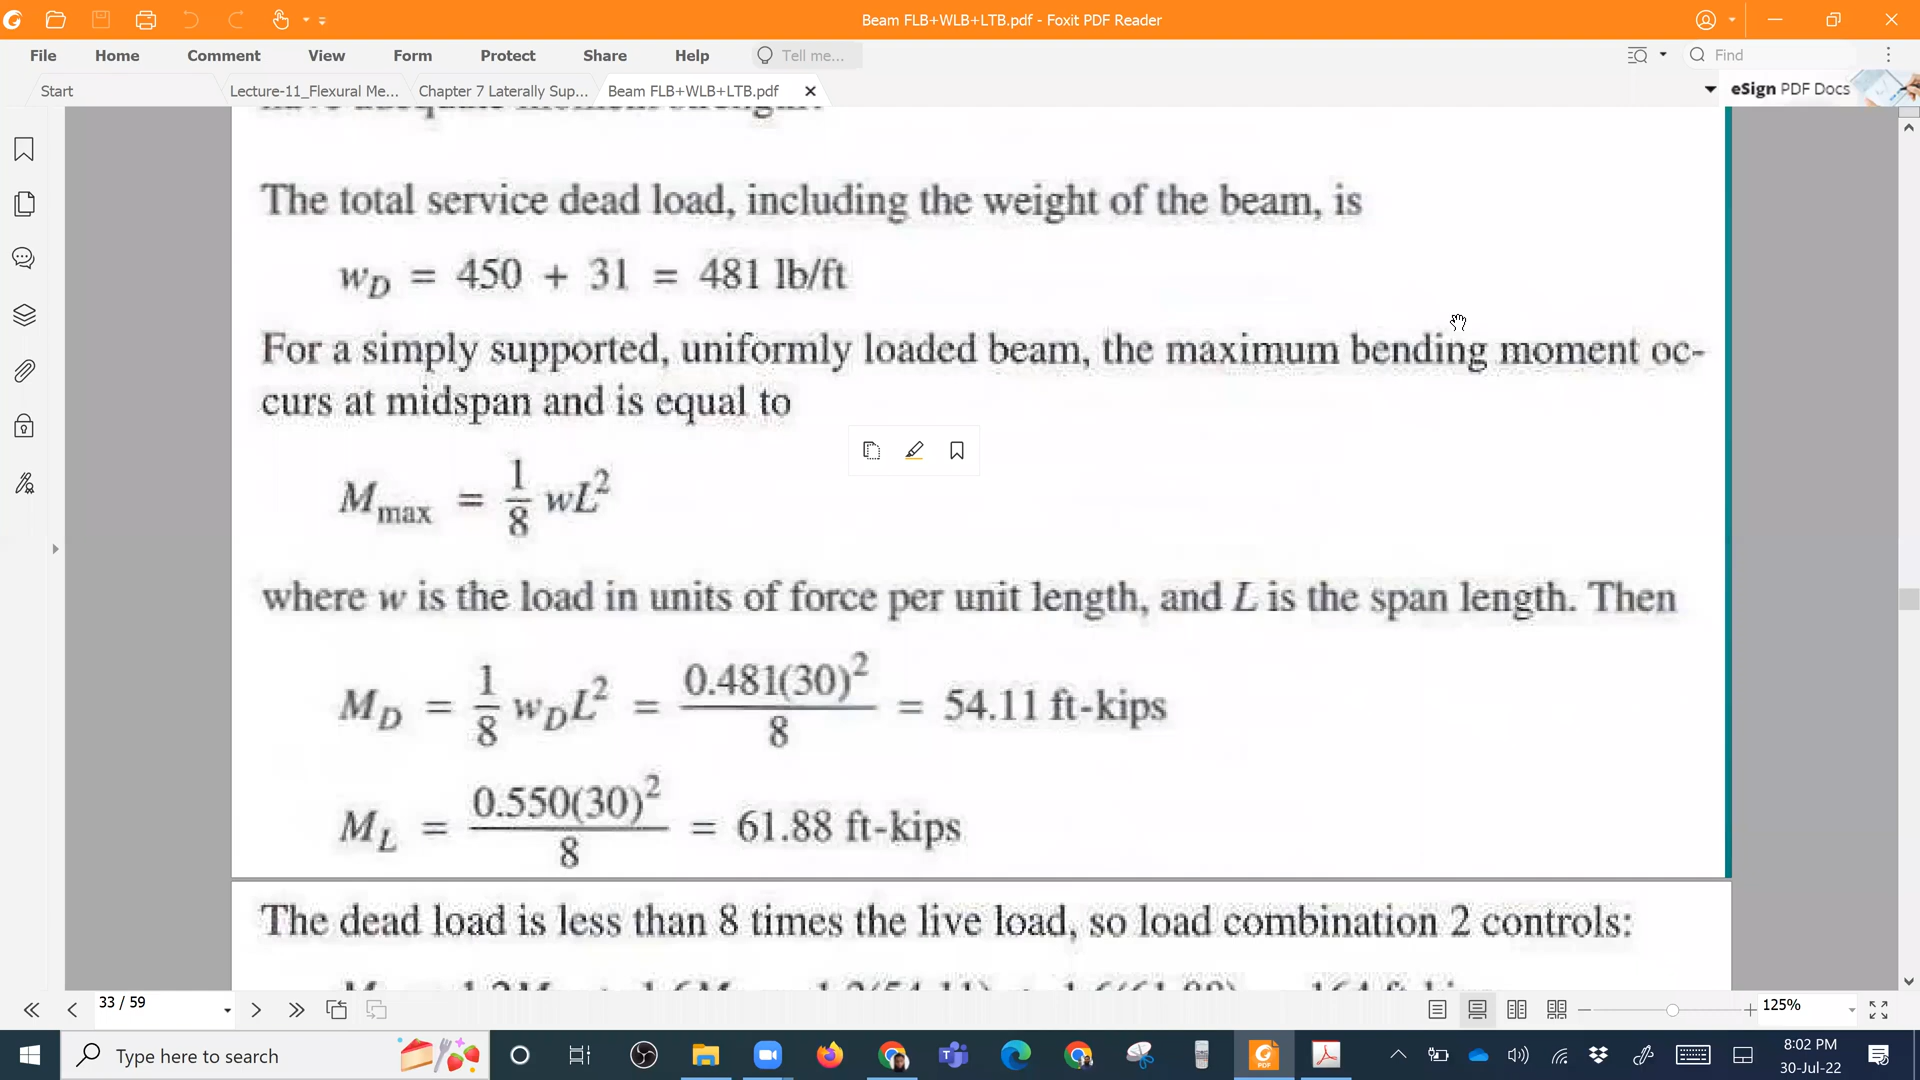 Beam FLB+WLB+LTB.pdf - Foxit PDF Reader
File Home Comment View Form Protect Share Help Tell me... Find
Start Lecture-11_Flexural Me... Chapter 7 Laterally Sup... Beam FLB+WLB+LTB.pdf eSign PDF Docs
have adequate moment strength?
The total service dead load, including the weight of the beam, is
w_D = 450 + 31 = 481 lb/ft
For a simply supported, uniformly loaded beam, the maximum bending moment oc-
curs at midspan and is equal to
M_max = 1/8 wL²
where w is the load in units of force per unit length, and L is the span length. Then
M_D = 1/8 w_D L² = 0.481(30)²/8 = 54.11 ft-kips
M_L = 0.550(30)²/8 = 61.88 ft-kips
The dead load is less than 8 times the live load, so load combination 2 controls:
33 / 59 125%
Type here to search 8:02 PM
30-Jul-22